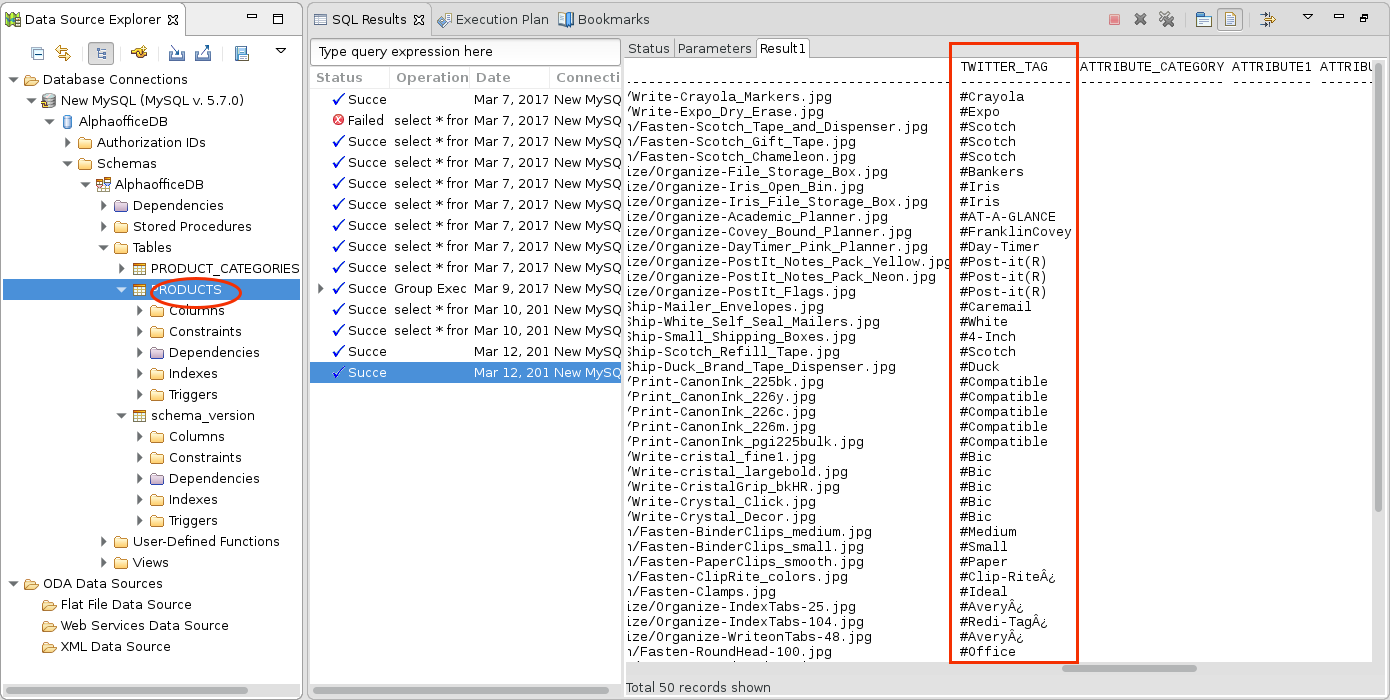 Data Source Explorer
Database Connections
New MySQL (MySQL v. 5.7.0)
AlphaofficeDB
Authorization IDs
Schemas
AlphaofficeDB
Dependencies
Stored Procedures
Tables
PRODUCT_CATEGORIES
PRODUCTS
Columns
Constraints
Dependencies
Indexes
Triggers
schema_version
Columns
Constraints
Dependencies
Indexes
Triggers
User-Defined Functions
Views
ODA Data Sources
Flat File Data Source
Web Services Data Source
XML Data Source
SQL Results Execution Plan Bookmarks
Type query expression here
Status Operation Date Connecti
Succe Mar 7, 2017 New MySQ
Failed select * fror Mar 7, 2017 New MySQ
Succe select * fror Mar 7, 2017 New MySQ
Succe select * fror Mar 7, 2017 New MySQ
Succe select * fror Mar 7, 2017 New MySQ
Succe select * fror Mar 7, 2017 New MySQ
Succe select * fror Mar 7, 2017 New MySQ
Succe select * fror Mar 7, 2017 New MySQ
Succe select * fror Mar 7, 2017 New MySQ
Succe Group Exec Mar 9, 2017 New MySQ
Succe select * fror Mar 10, 201 New MySQ
Succe select * fror Mar 10, 201 New MySQ
Succe Mar 12, 201 New MySQ
Succe Mar 12, 201 New MySQ
Status Parameters Result1
TWITTER_TAG ATTRIBUTE_CATEGORY ATTRIBUTE1 ATTRIBU
/Write-Crayola_Markers.jpg #Crayola
/Write-Expo_Dry_Erase.jpg #Expo
n/Fasten-Scotch_Tape_and_Dispenser.jpg #Scotch
n/Fasten-Scotch_Gift_Tape.jpg #Scotch
n/Fasten-Scotch_Chameleon.jpg #Scotch
ize/Organize-File_Storage_Box.jpg #Bankers
ize/Organize-Iris_Open_Bin.jpg #Iris
ize/Organize-Iris_File_Storage_Box.jpg #Iris
ize/Organize-Academic_Planner.jpg #AT-A-GLANCE
ize/Organize-Covey_Bound_Planner.jpg #FranklinCovey
ize/Organize-DayTimer_Pink_Planner.jpg #Day-Timer
ize/Organize-PostIt_Notes_Pack_Yellow.jpg #Post-it(R)
ize/Organize-PostIt_Notes_Pack_Neon.jpg #Post-it(R)
ize/Organize-PostIt_Flags.jpg #Post-it(R)
Ship-Mailer_Envelopes.jpg #Caremail
Ship-White_Self_Seal_Mailers.jpg #White
Ship-Small_Shipping_Boxes.jpg #4-Inch
Ship-Scotch_Refill_Tape.jpg #Scotch
Ship-Duck_Brand_Tape_Dispenser.jpg #Duck
/Print-CanonInk_225bk.jpg #Compatible
/Print_CanonInk_226y.jpg #Compatible
/Print-CanonInk_226c.jpg #Compatible
/Print-CanonInk_226m.jpg #Compatible
/Print-CanonInk_pgi225bulk.jpg #Compatible
/Write-cristal_fine1.jpg #Bic
/Write-cristal_largebold.jpg #Bic
/Write-CristalGrip_bkHR.jpg #Bic
/Write-Crystal_Click.jpg #Bic
/Write-Crystal_Decor.jpg #Bic
n/Fasten-BinderClips_medium.jpg #Medium
n/Fasten-BinderClips_small.jpg #Small
n/Fasten-PaperClips_smooth.jpg #Paper
n/Fasten-ClipRite_colors.jpg #Clip-RiteÂ¿
n/Fasten-Clamps.jpg #Ideal
ize/Organize-IndexTabs-25.jpg #AveryÂ¿
ize/Organize-IndexTabs-104.jpg #Redi-TagÂ¿
ize/Organize-WriteonTabs-48.jpg #AveryÂ¿
n/Fasten-RoundHead-100.jpg #Office
Total 50 records shown